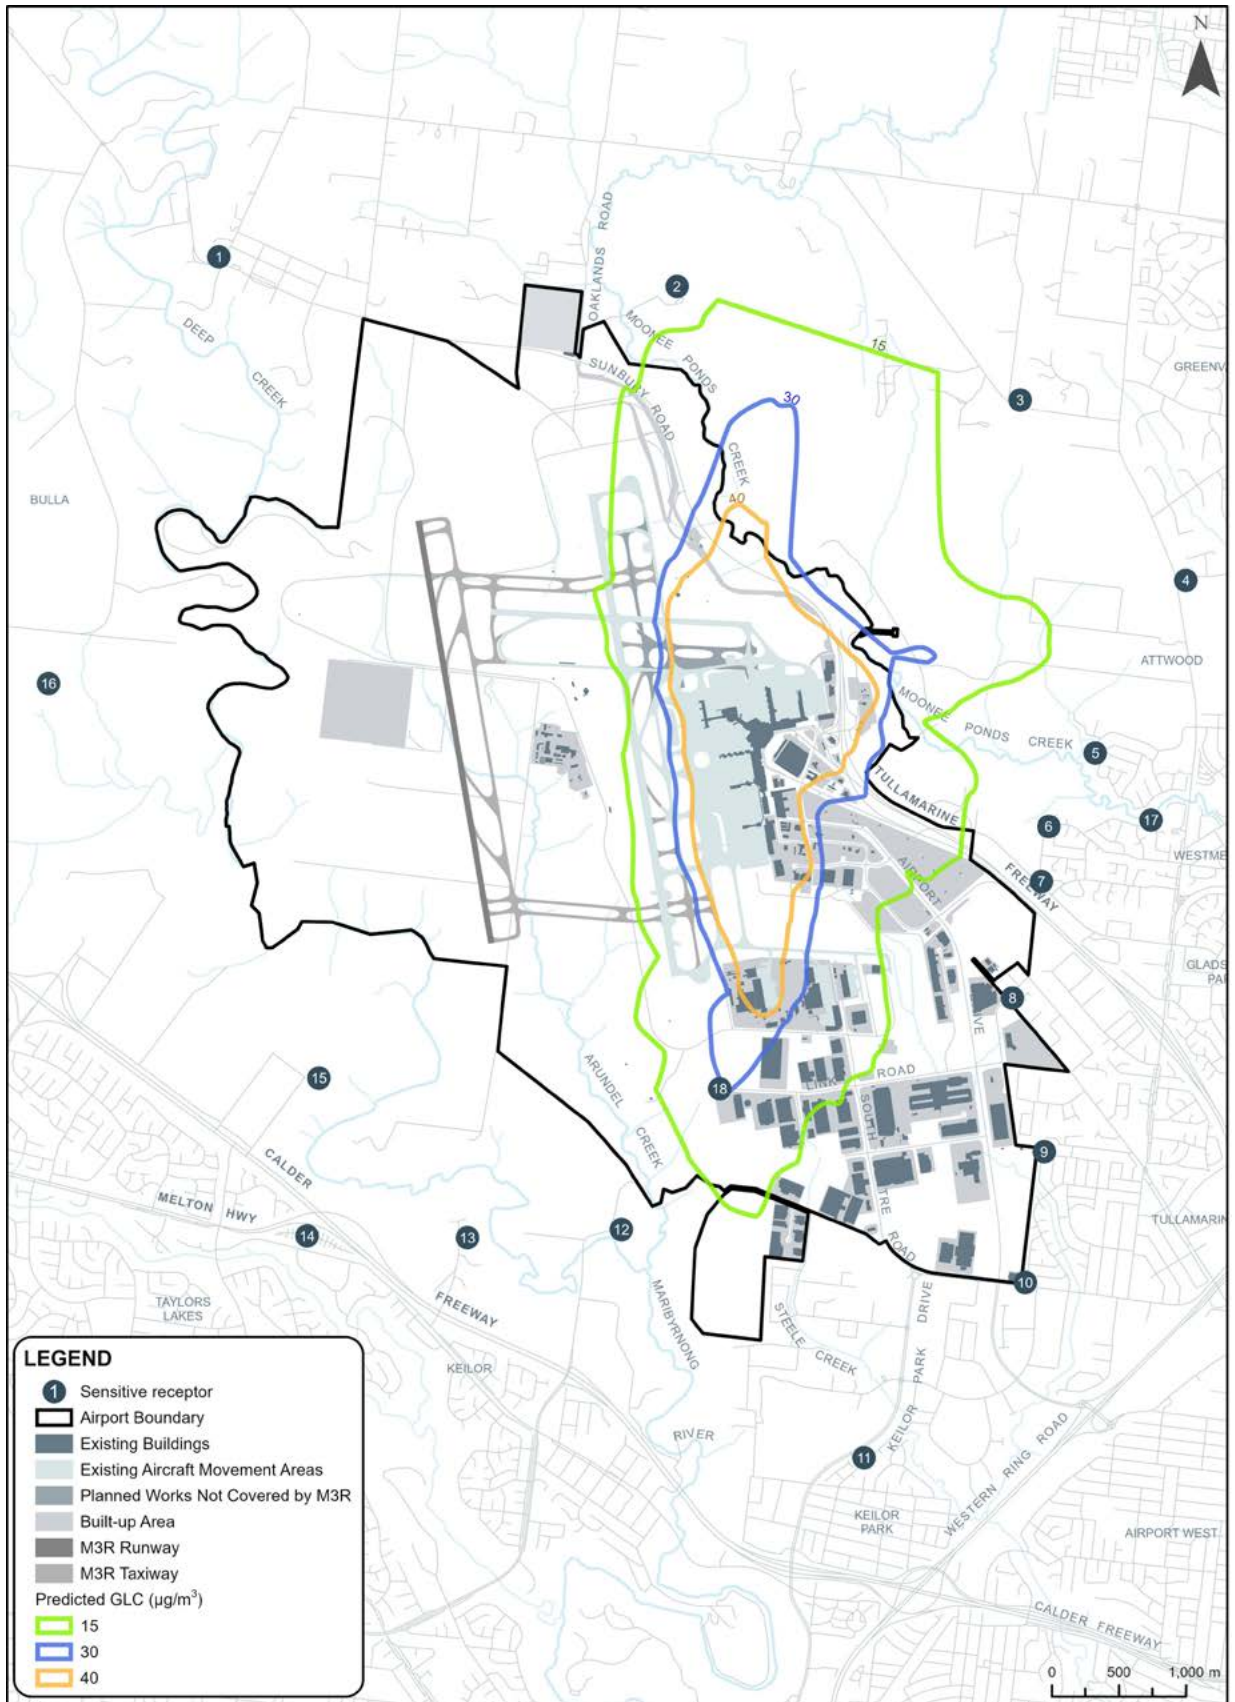 N
OAKLANDS ROAD
1
2
DEEP
CREEK
MOONEE PONDS
CREEK
SUNBURY ROAD
15
GREENV
3
30
BULLA
40
4
ATTWOOD
16
MOONEE PONDS CREEK
5
TULLAMARINE
FREEWAY
17
6
WESTME
7
AIRPORT
GLADS
PAR
8
IVE
15
ARUNDEL
CREEK
18
LINK ROAD
SOUTH
TRE
ROAD
9
CALDER
FREEWAY
MELTON HWY
14
13
12
TULLAMARIN
10
TAYLORS
LAKES
MARIBYRNONG
RIVER
STEELE CREEK
KEILOR PARK DRIVE
KEILOR
11
KEILOR
PARK
WESTERN RING ROAD
AIRPORT WEST
CALDER FREEWAY
LEGEND
1 Sensitive receptor
Airport Boundary
Existing Buildings
Existing Aircraft Movement Areas
Planned Works Not Covered by M3R
Built-up Area
M3R Runway
M3R Taxiway
Predicted GLC (µg/m³)
15
30
40
0 500 1,000 m